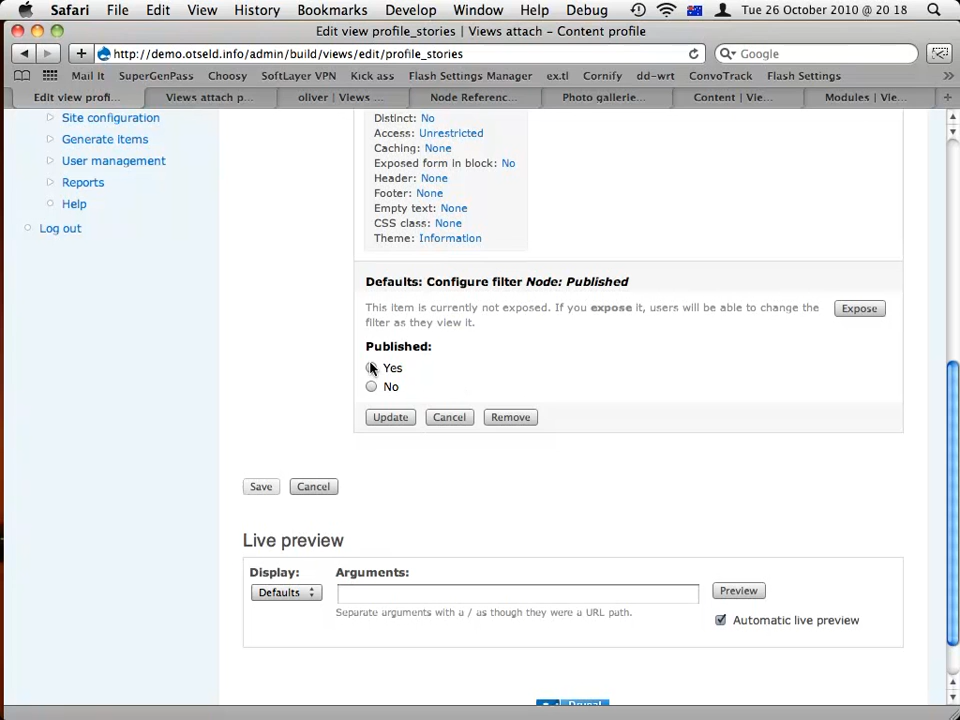 Safari File Edit View History Bookmarks Develop Window Help Debug Tue 26 October 2010 @ 20 18
Edit view profile_stories | Views attach – Content profile
http://demo.otseld.info/admin/build/views/edit/profile_stories
Google
Mail It SuperGenPass Choosy SoftLayer VPN Kick ass Flash Settings Manager ex.tl Cornify dd-wrt ConvoTrack Flash Settings »
Edit view profi... Views attach p... oliver | Views ... Node Referenc... Photo gallerie... Content | Vie... Modules | Vie... +
Site configuration
Generate items
User management
Reports
Help
Log out
Distinct: No
Access: Unrestricted
Caching: None
Exposed form in block: No
Header: None
Footer: None
Empty text: None
CSS class: None
Theme: Information
Defaults: Configure filter Node: Published
This item is currently not exposed. If you expose it, users will be able to change the
filter as they view it.
Expose
Published:
Yes
No
Update Cancel Remove
Save Cancel
Live preview
Display: Arguments:
Defaults Preview
Separate arguments with a / as though they were a URL path.
Automatic live preview